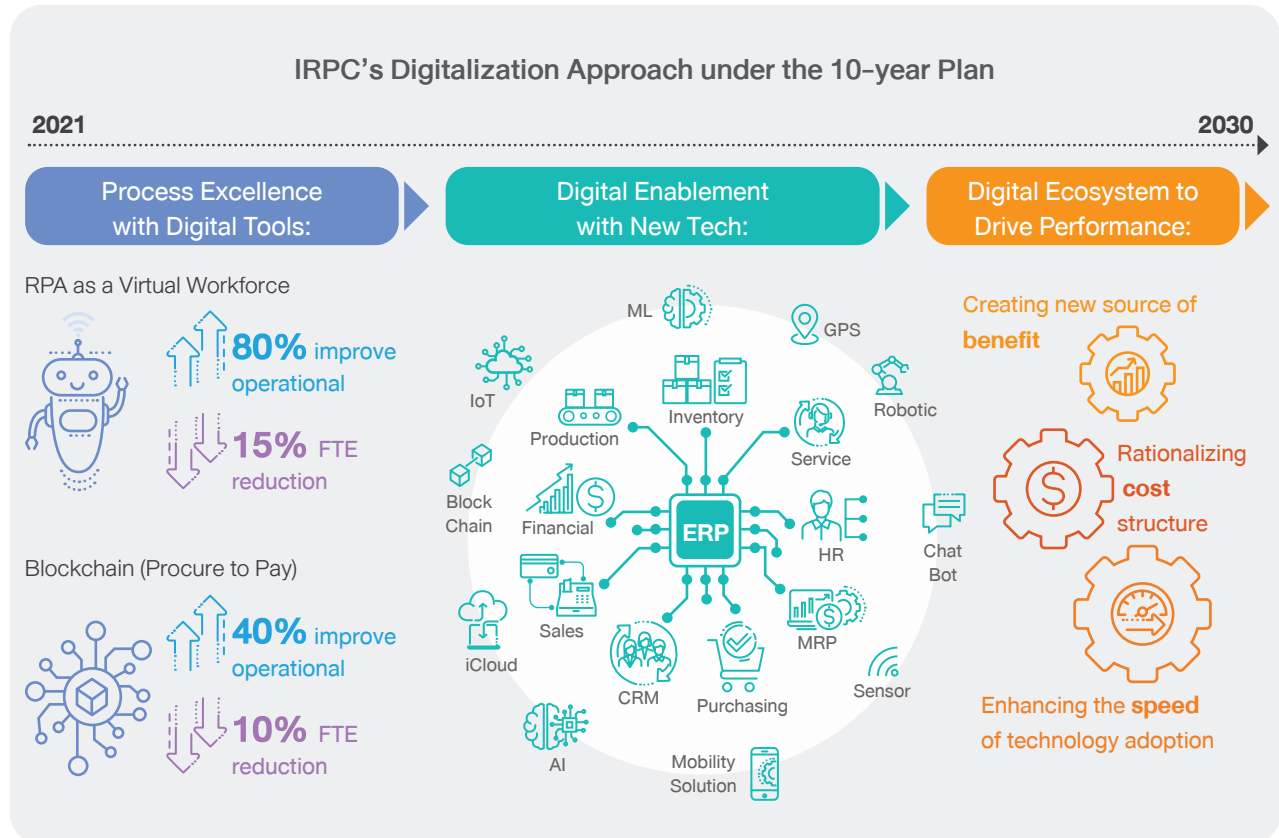 IRPC's Digitalization Approach under the 10-year Plan
2021
2030
Process Excellence
with Digital Tools:
Digital Enablement
with New Tech:
Digital Ecosystem to
Drive Performance:
RPA as a Virtual Workforce
80% improve
operational
15% FTE
reduction
Blockchain (Procure to Pay)
40% improve
operational
10% FTE
reduction
ML
GPS
IoT
Robotic
Production
Inventory
Service
Block
Chain
Financial
ERP
HR
Chat
Bot
Sales
MRP
iCloud
CRM
Purchasing
Sensor
AI
Mobility
Solution
Creating new source of
benefit
Rationalizing
cost
structure
Enhancing the speed
of technology adoption